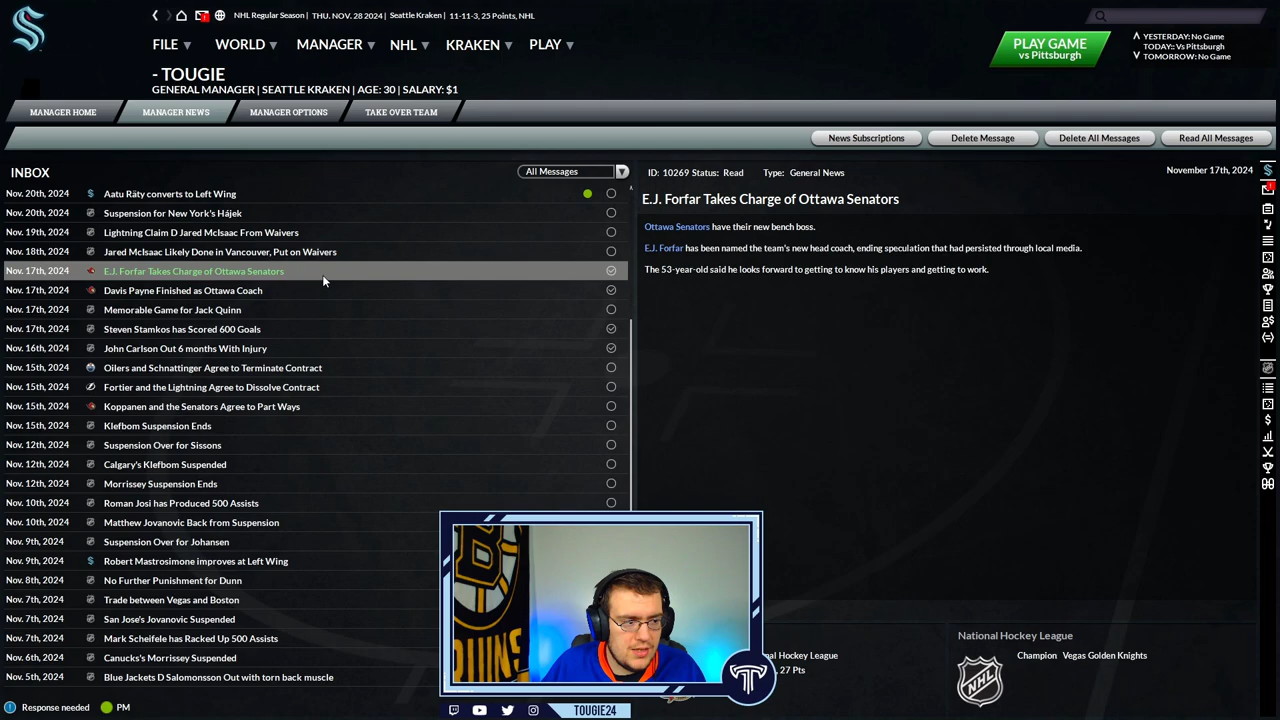 NHL Regular Season | THU. NOV. 28 2024 | Seattle Kraken | 11-11-3, 25 Points, NHL
FILE WORLD MANAGER NHL KRAKEN PLAY
PLAY GAME
vs Pittsburgh
YESTERDAY: No Game
TODAY:: Vs Pittsburgh
TOMORROW: No Game
- TOUGIE
GENERAL MANAGER | SEATTLE KRAKEN | AGE: 30 | SALARY: $1
MANAGER HOME MANAGER NEWS MANAGER OPTIONS TAKE OVER TEAM
News Subscriptions Delete Message Delete All Messages Read All Messages
INBOX All Messages
Nov. 20th, 2024 Aatu Räty converts to Left Wing
Nov. 20th, 2024 Suspension for New York's Hájek
Nov. 19th, 2024 Lightning Claim D Jared McIsaac From Waivers
Nov. 18th, 2024 Jared McIsaac Likely Done in Vancouver, Put on Waivers
Nov. 17th, 2024 E.J. Forfar Takes Charge of Ottawa Senators
Nov. 17th, 2024 Davis Payne Finished as Ottawa Coach
Nov. 17th, 2024 Memorable Game for Jack Quinn
Nov. 17th, 2024 Steven Stamkos has Scored 600 Goals
Nov. 16th, 2024 John Carlson Out 6 months With Injury
Nov. 15th, 2024 Oilers and Schnattinger Agree to Terminate Contract
Nov. 15th, 2024 Fortier and the Lightning Agree to Dissolve Contract
Nov. 15th, 2024 Koppanen and the Senators Agree to Part Ways
Nov. 15th, 2024 Klefbom Suspension Ends
Nov. 12th, 2024 Suspension Over for Sissons
Nov. 12th, 2024 Calgary's Klefbom Suspended
Nov. 12th, 2024 Morrissey Suspension Ends
Nov. 10th, 2024 Roman Josi has Produced 500 Assists
Nov. 10th, 2024 Matthew Jovanovic Back from Suspension
Nov. 9th, 2024 Suspension Over for Johansen
Nov. 9th, 2024 Robert Mastrosimone improves at Left Wing
Nov. 8th, 2024 No Further Punishment for Dunn
Nov. 7th, 2024 Trade between Vegas and Boston
Nov. 7th, 2024 San Jose's Jovanovic Suspended
Nov. 7th, 2024 Mark Scheifele has Racked Up 500 Assists
Nov. 6th, 2024 Canucks's Morrissey Suspended
Nov. 5th, 2024 Blue Jackets D Salomonsson Out with torn back muscle
Response needed PM
ID: 10269 Status: Read Type: General News November 17th, 2024
E.J. Forfar Takes Charge of Ottawa Senators
Ottawa Senators have their new bench boss.
E.J. Forfar has been named the team's new head coach, ending speculation that had persisted through local media.
The 53-year-old said he looks forward to getting to know his players and getting to work.
Hockey League
27 Pts
National Hockey League
Champion Vegas Golden Knights
NHL
B
TOUGIE24